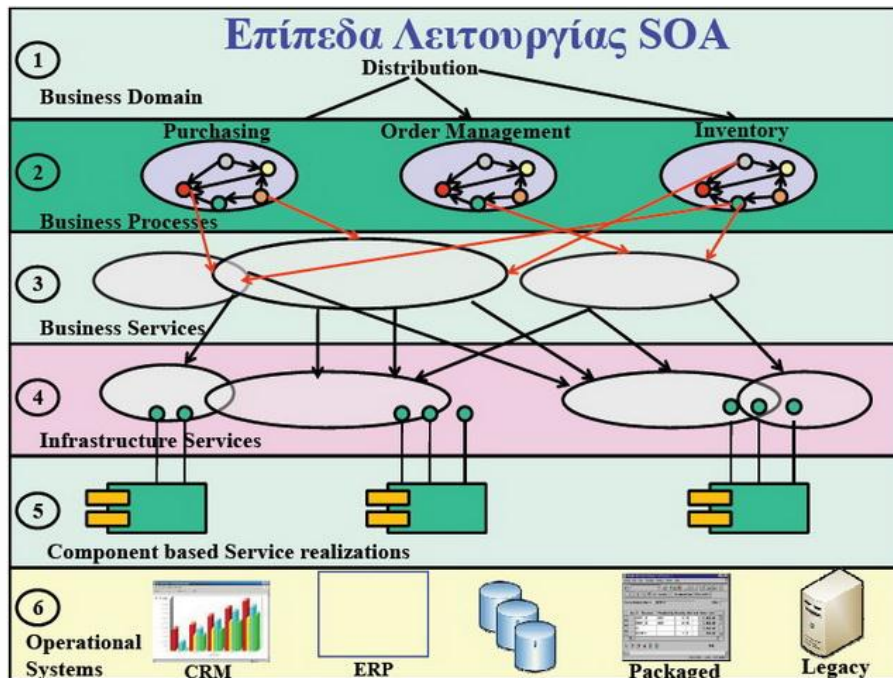 Επίπεδα Λειτουργίας SOA
1
Distribution
Business Domain
Purchasing
Order Management
Inventory
2
Business Processes
3
Business Services
4
Infrastructure Services
5
Component based Service realizations
6
Operational
Systems
CRM
ERP
Packaged
Legacy